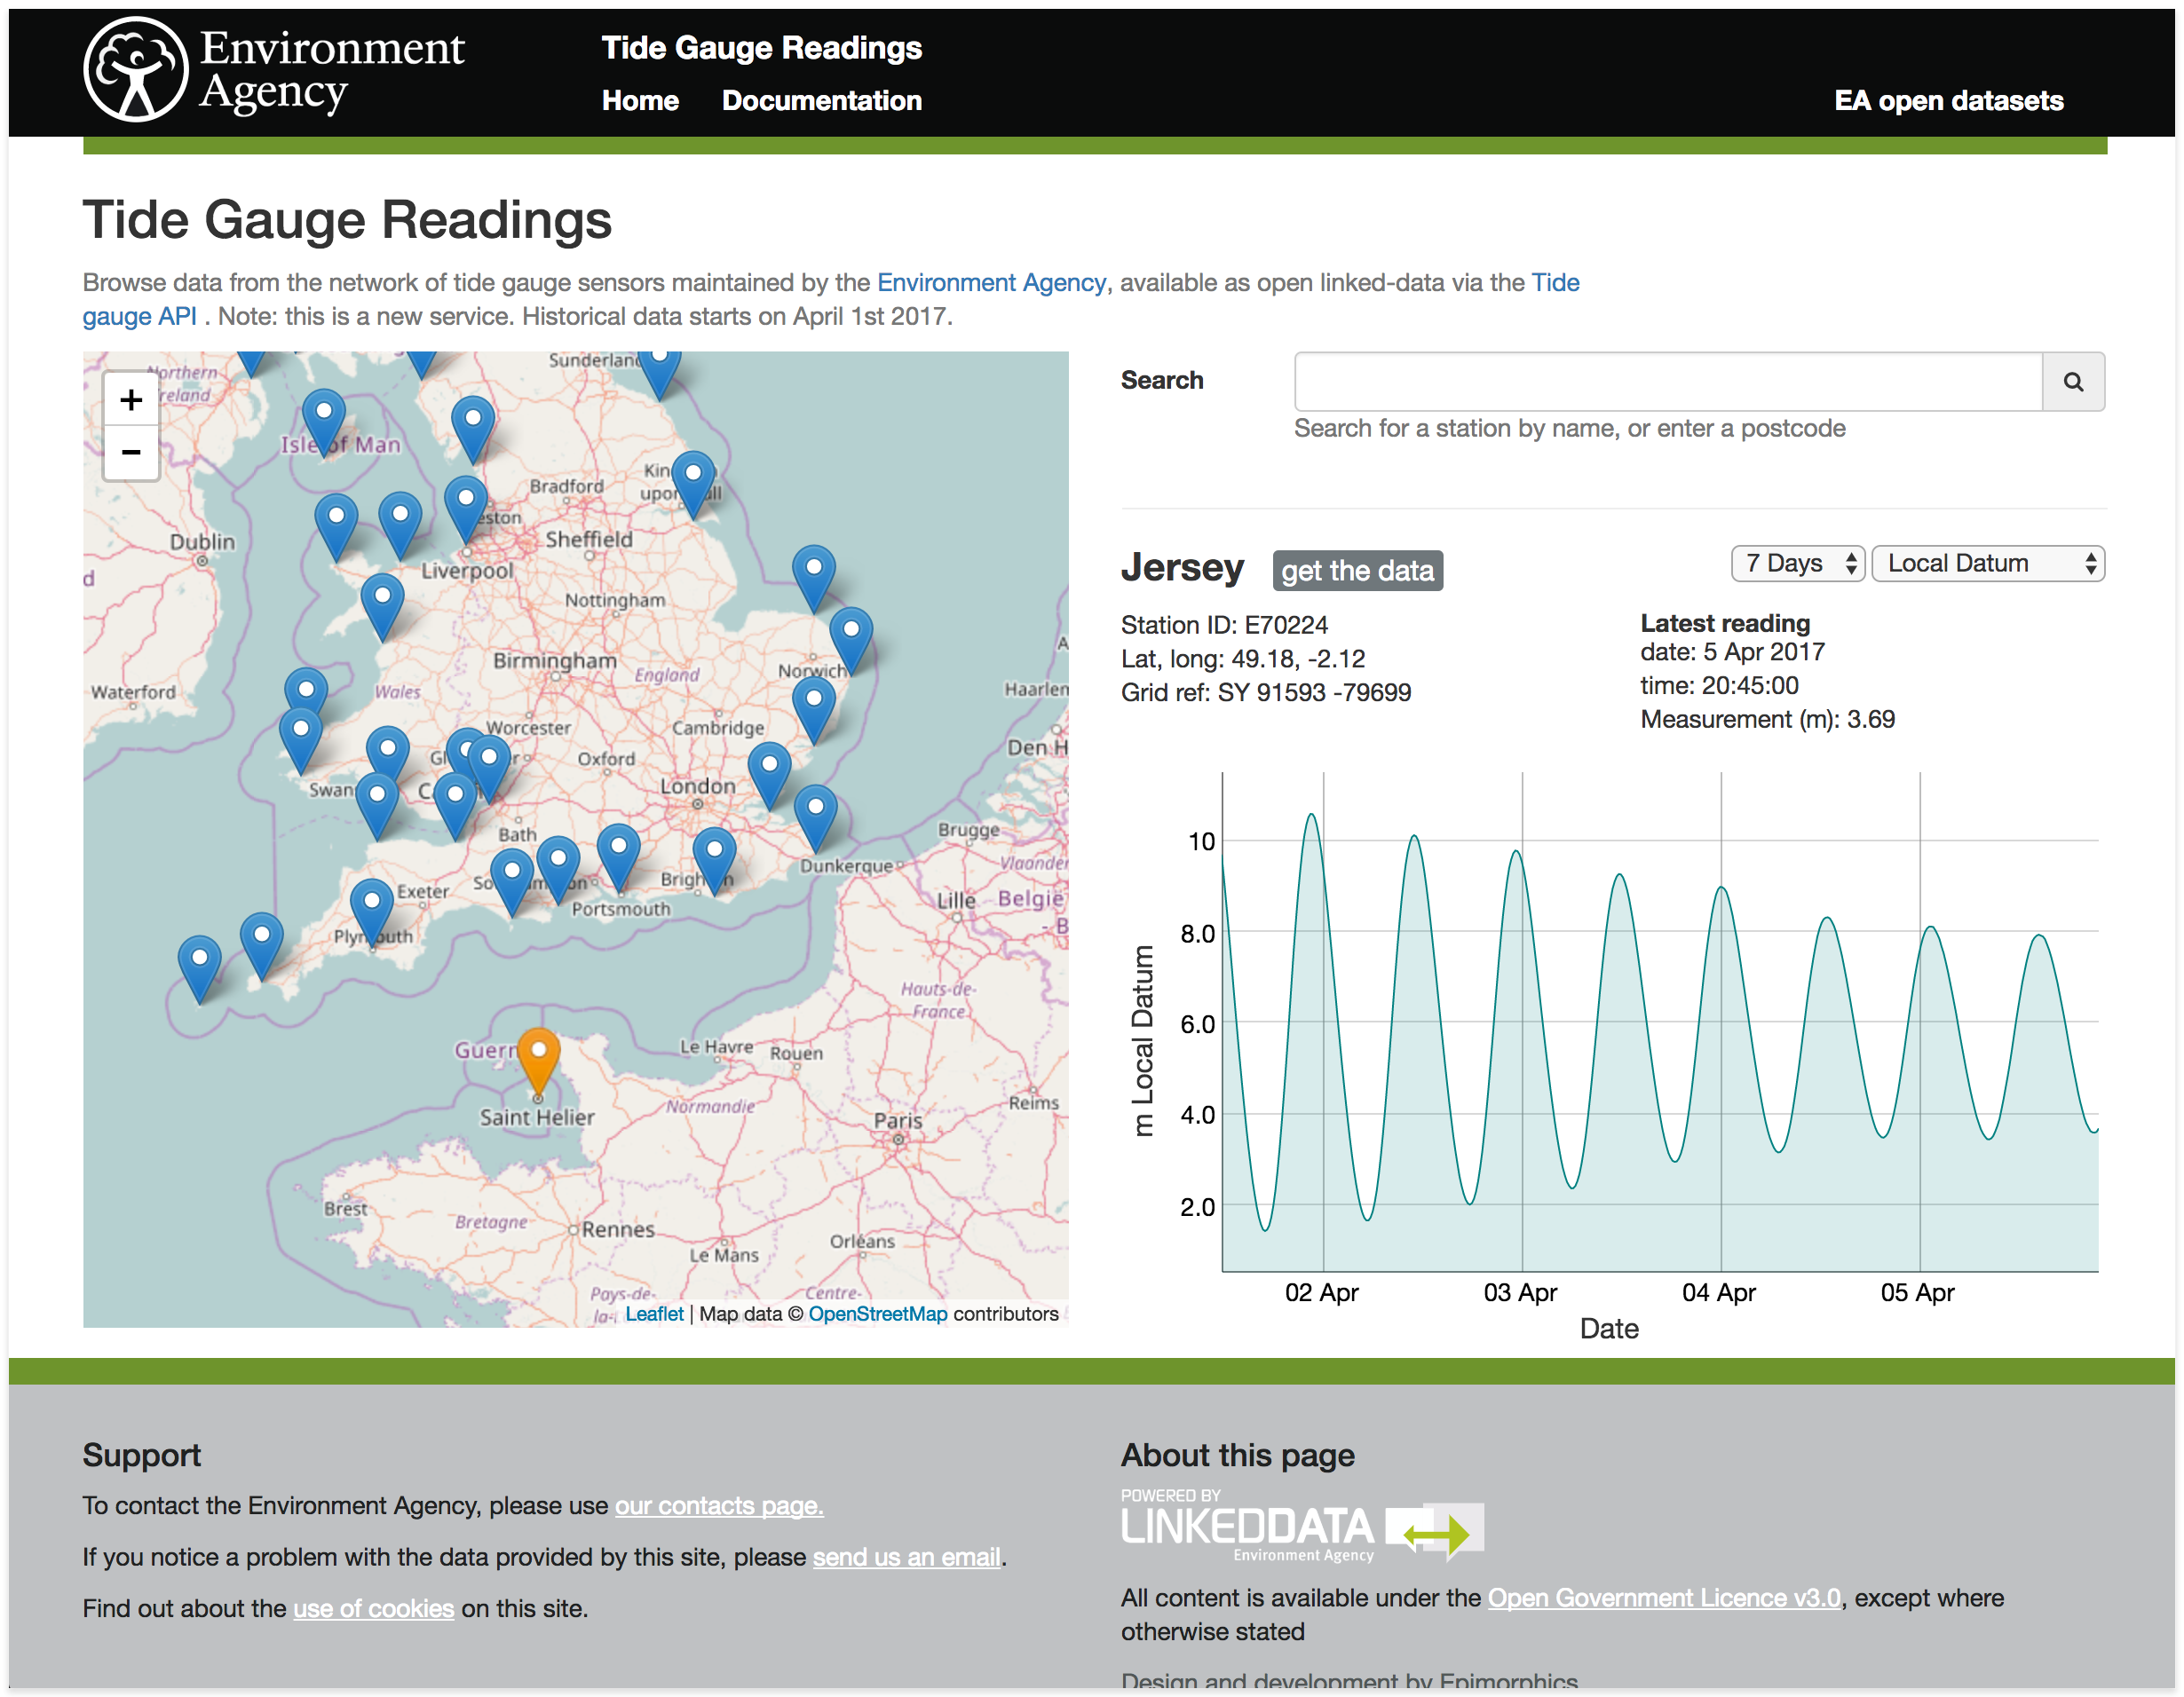 Environment
Agency
Tide Gauge Readings
Home Documentation
EA open datasets
Tide Gauge Readings
Browse data from the network of tide gauge sensors maintained by the Environment Agency, available as open linked-data via the Tide
gauge API . Note: this is a new service. Historical data starts on April 1st 2017.
+
−
Northern
Ireland
Sunderland
Isle of Man
Bradford
Dublin
Sheffield
Liverpool
Nottingham
Birmingham
England
Norwich
Waterford
Wales
Haarlem
Worcester
Cambridge
Oxford
Den H
Swan
London
Bath
Brugge
Dunkerque
Vlaander
Exeter
Brigh n
Lille
België
Portsmouth
Plymouth
Hauts-de-
France
Guern
Le Havre
Rouen
Saint Helier
Normandie
Reims
Paris
Brest
Bretagne
Rennes
Le Mans
Orléans
Pays-de-
la-L
Centre-
Leaflet | Map data © OpenStreetMap contributors
Search
Search for a station by name, or enter a postcode
Jersey get the data
7 Days Local Datum
Station ID: E70224
Lat, long: 49.18, -2.12
Grid ref: SY 91593 -79699
Latest reading
date: 5 Apr 2017
time: 20:45:00
Measurement (m): 3.69
m Local Datum
10
8.0
6.0
4.0
2.0
02 Apr 03 Apr 04 Apr 05 Apr
Date
Support
To contact the Environment Agency, please use our contacts page.
If you notice a problem with the data provided by this site, please send us an email.
Find out about the use of cookies on this site.
About this page
POWERED BY
LINKEDDATA
Environment Agency
All content is available under the Open Government Licence v3.0, except where
otherwise stated
Design and development by Epimorphics